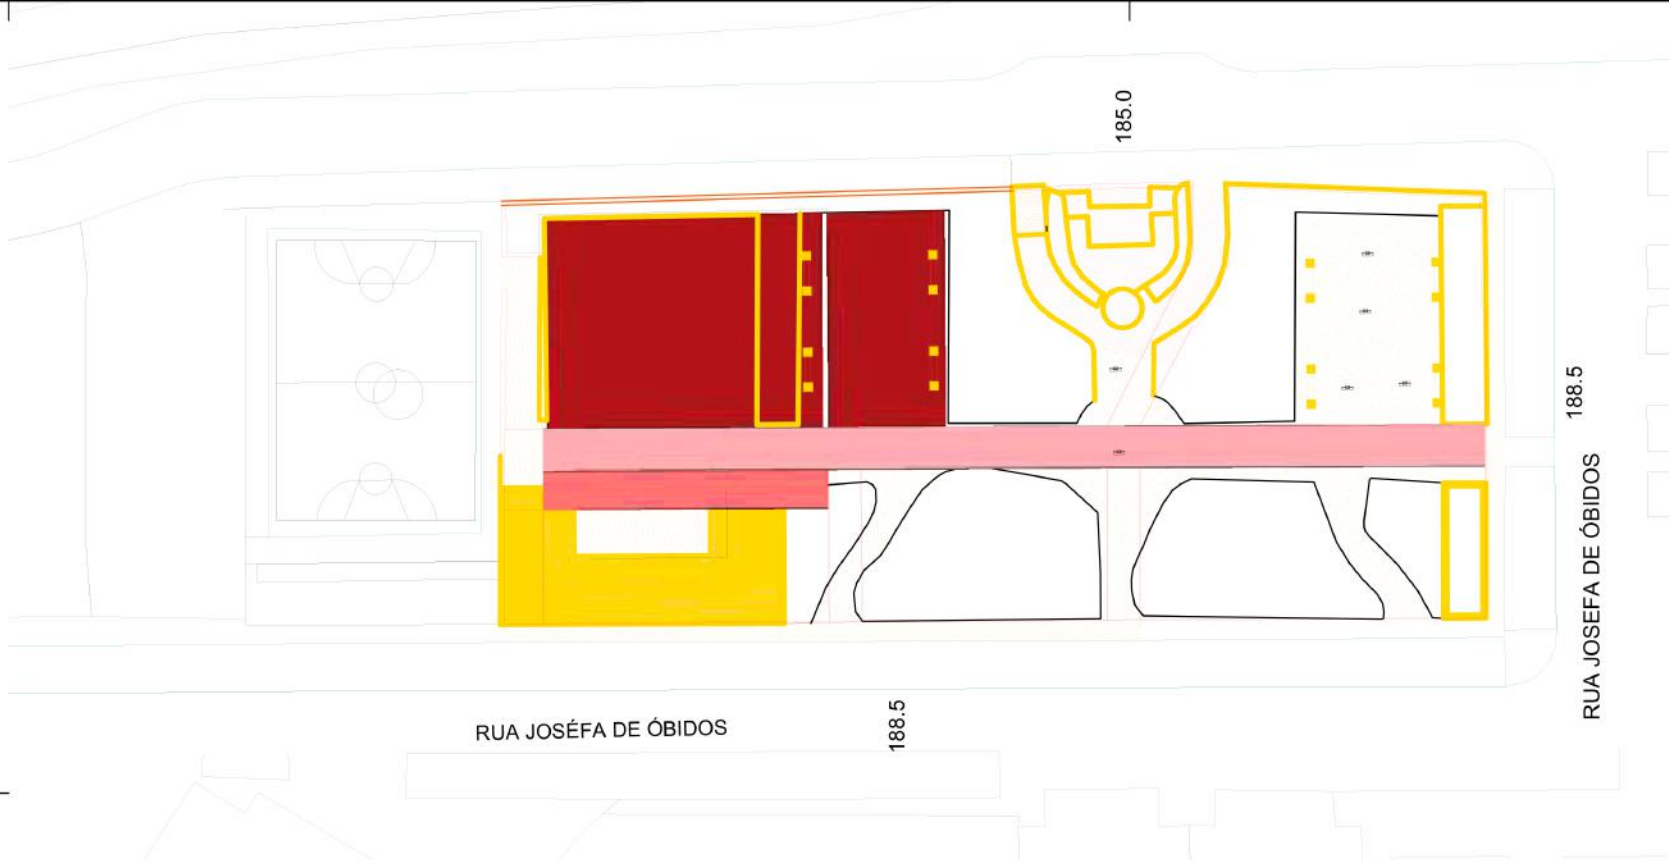 185.0
188.5
RUA JOSEFA DE ÓBIDOS
188.5
RUA JOSÉFA DE ÓBIDOS